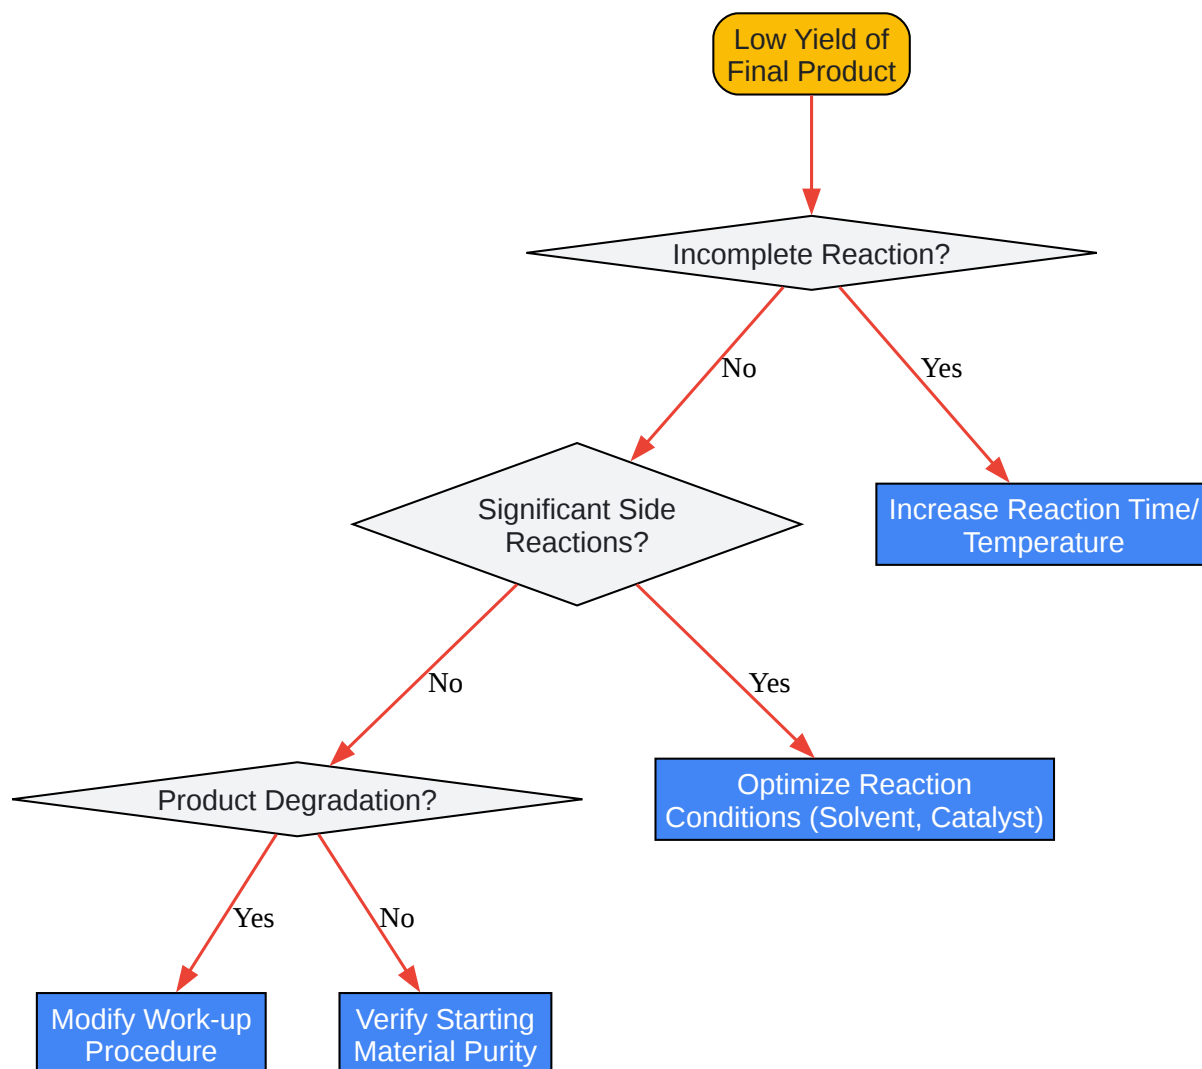 Low Yield of
Final Product
Incomplete Reaction?
No
Yes
Significant Side
Reactions?
Increase Reaction Time/
Temperature
No
Yes
Product Degradation?
Optimize Reaction
Conditions (Solvent, Catalyst)
Yes
No
Modify Work-up
Procedure
Verify Starting
Material Purity